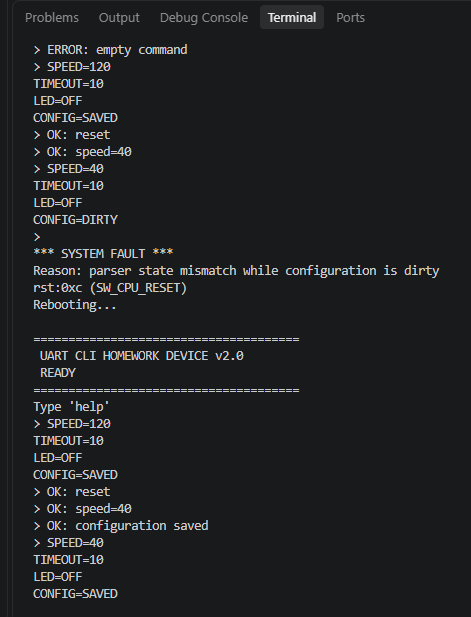 Problems Output Debug Console Terminal Ports
> ERROR: empty command
> SPEED=120
TIMEOUT=10
LED=OFF
CONFIG=SAVED
> OK: reset
> OK: speed=40
> SPEED=40
TIMEOUT=10
LED=OFF
CONFIG=DIRTY
>
*** SYSTEM FAULT ***
Reason: parser state mismatch while configuration is dirty
rst:0xc (SW_CPU_RESET)
Rebooting...
======================================
UART CLI HOMEWORK DEVICE v2.0
READY
======================================
Type 'help'
> SPEED=120
TIMEOUT=10
LED=OFF
CONFIG=SAVED
> OK: reset
> OK: speed=40
> OK: configuration saved
> SPEED=40
TIMEOUT=10
LED=OFF
CONFIG=SAVED